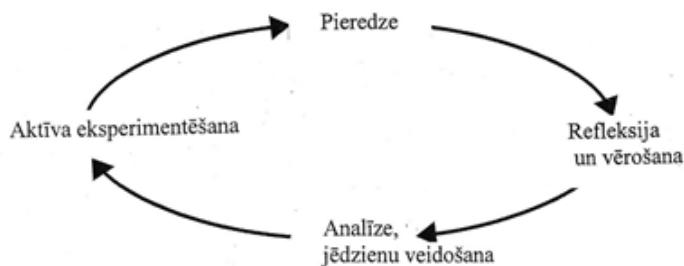 Pieredze
Aktīva eksperimentēšana
Refleksija
un vērošana
Analīze,
jēdzienu veidošana